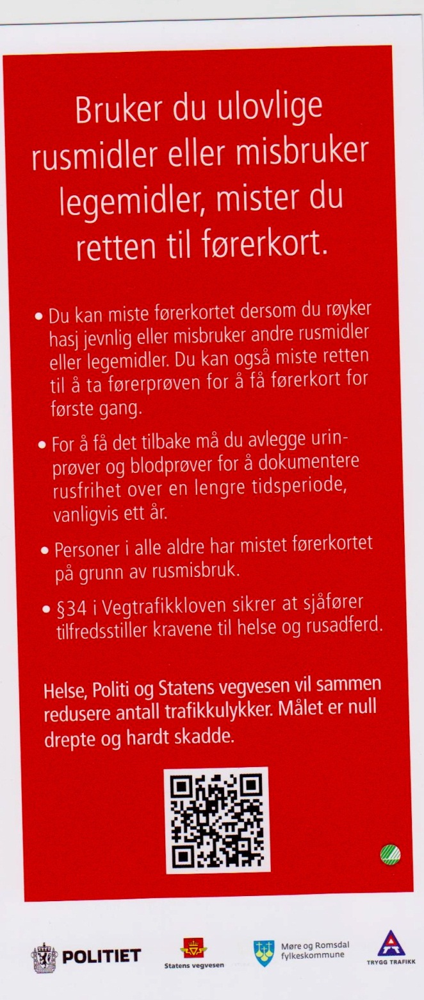 Bruker du ulovlige
rusmidler eller misbruker
legemidler, mister du
retten til førerkort.
• Du kan miste førerkortet dersom du røyker
hasj jevnlig eller misbruker andre rusmidler
eller legemidler. Du kan også miste retten
til å ta førerprøven for å få førerkort for
første gang.
• For å få det tilbake må du avlegge urin-
prøver og blodprøver for å dokumentere
rusfrihet over en lengre tidsperiode,
vanligvis ett år.
• Personer i alle aldre har mistet førerkortet
på grunn av rusmisbruk.
• §34 i Vegtrafikkloven sikrer at sjåfører
tilfredsstiller kravene til helse og rusadferd.
Helse, Politi og Statens vegvesen vil sammen
redusere antall trafikkulykker. Målet er null
drepte og hardt skadde.
POLITIET
Statens vegvesen
Møre og Romsdal
fylkeskommune
TRYGG TRAFIKK